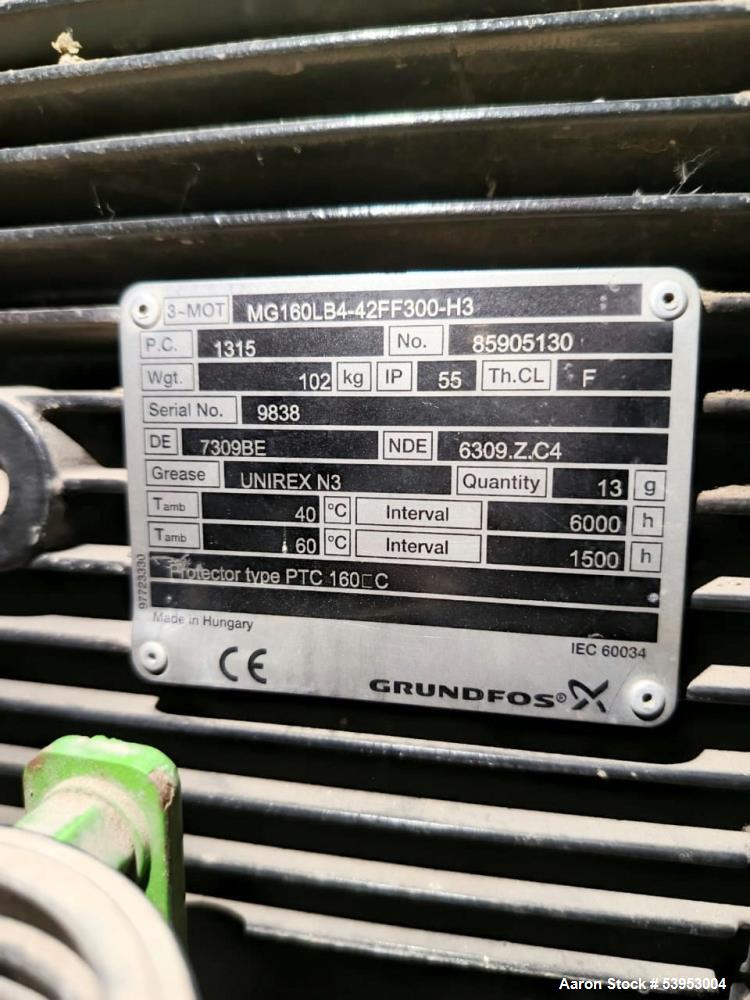 3~MOT MG160LB4-42FF300-H3
P.C. 1315 No. 85905130
Wgt. 102 kg IP 55 Th.CL F
Serial No. 9838
DE 7309BE NDE 6309.Z.C4
Grease UNIREX N3 Quantity 13 g
Tamb 40 °C Interval 6000 h
Tamb 60 °C Interval 1500 h
Protector type PTC 160□C
97723330
Made in Hungary
IEC 60034
CE
GRUNDFOS®
Aaron Stock #53953004